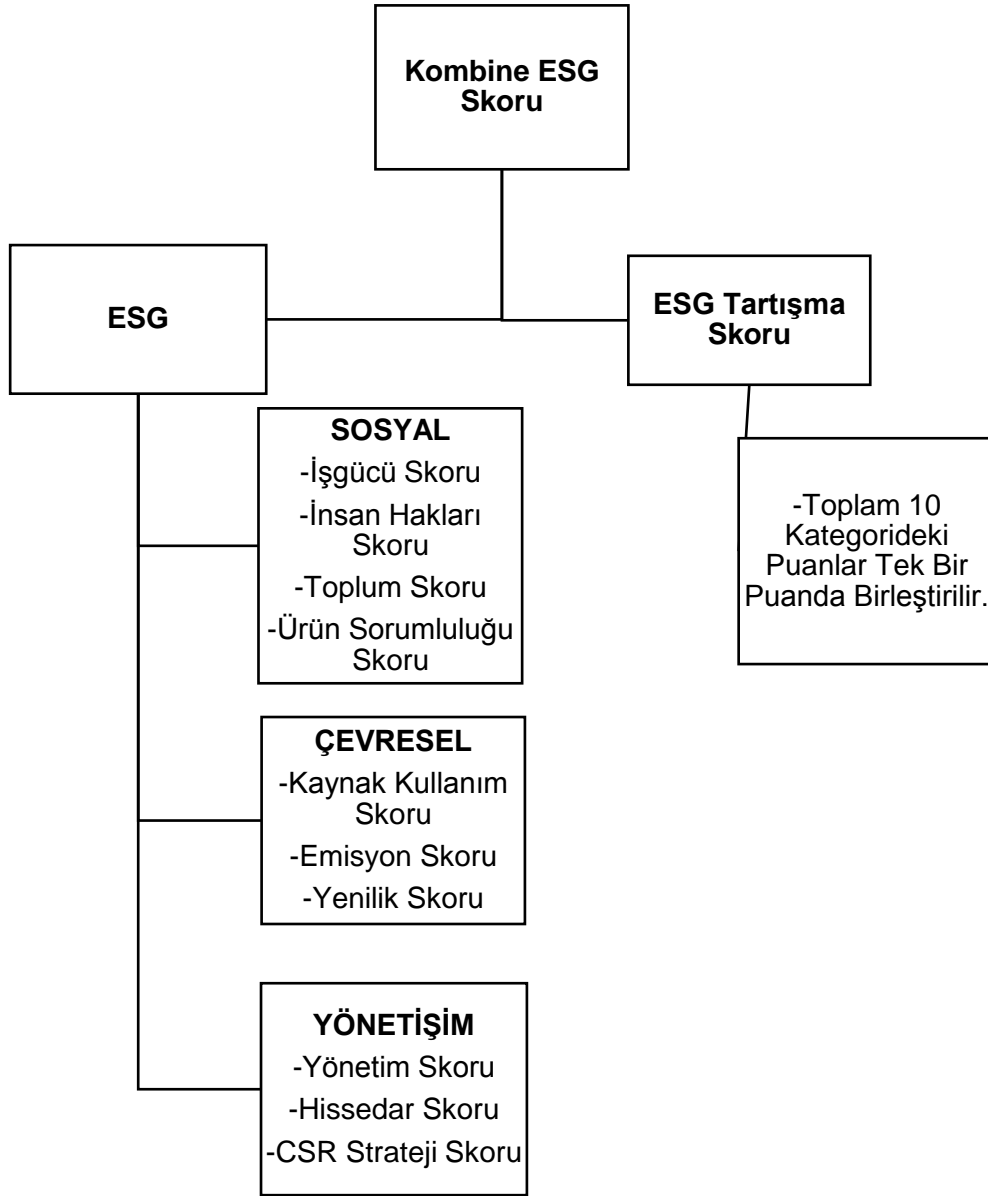 Kombine ESG
Skoru
ESG
ESG Tartışma
Skoru
SOSYAL
-İşgücü Skoru
-İnsan Hakları
Skoru
-Toplum Skoru
-Ürün Sorumluluğu
Skoru
-Toplam 10
Kategorideki
Puanlar Tek Bir
Puanda Birleştirilir.
ÇEVRESEL
-Kaynak Kullanım
Skoru
-Emisyon Skoru
-Yenilik Skoru
YÖNETİŞİM
-Yönetim Skoru
-Hissedar Skoru
-CSR Strateji Skoru